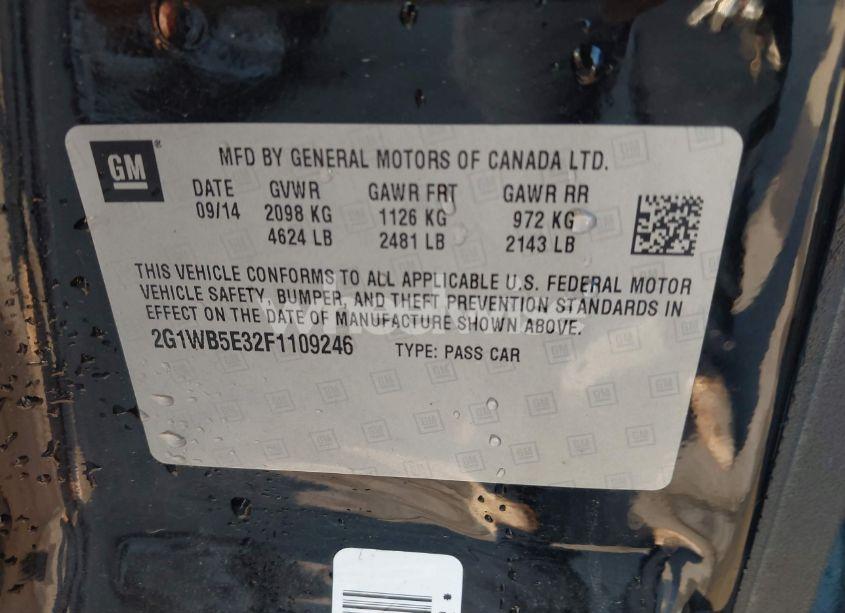 GM
MFD BY GENERAL MOTORS OF CANADA LTD.
DATE GVWR GAWR FRT GAWR RR
09/14 2098 KG 1126 KG 972 KG
4624 LB 2481 LB 2143 LB
THIS VEHICLE CONFORMS TO ALL APPLICABLE U.S. FEDERAL MOTOR
VEHICLE SAFETY, BUMPER, AND THEFT PREVENTION STANDARDS IN
EFFECT ON THE DATE OF MANUFACTURE SHOWN ABOVE.
2G1WB5E32F1109246 TYPE: PASS CAR